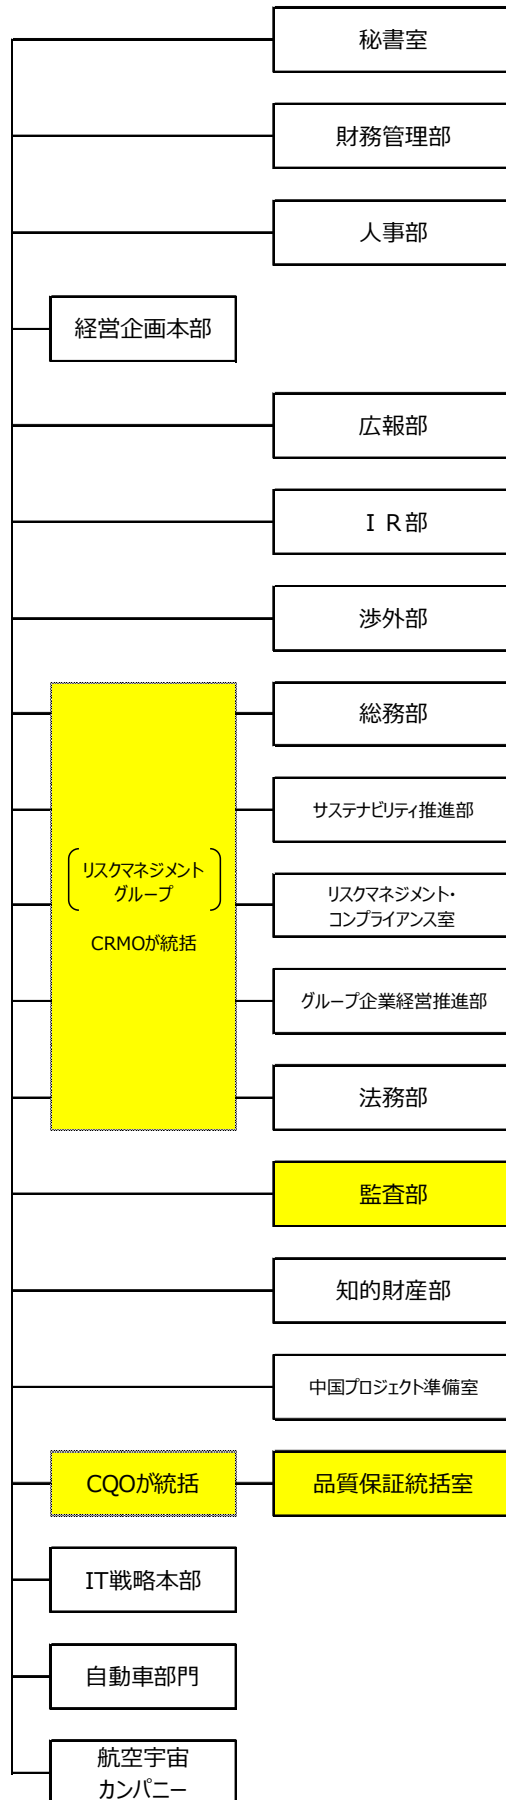 秘書室
財務管理部
人事部
経営企画本部
広報部
ＩＲ部
渉外部
総務部
サステナビリティ推進部
リスクマネジメント
グループ
CRMOが統括
リスクマネジメント・
コンプライアンス室
グループ企業経営推進部
法務部
監査部
知的財産部
中国プロジェクト準備室
CQOが統括
品質保証統括室
IT戦略本部
自動車部門
航空宇宙
カンパニー